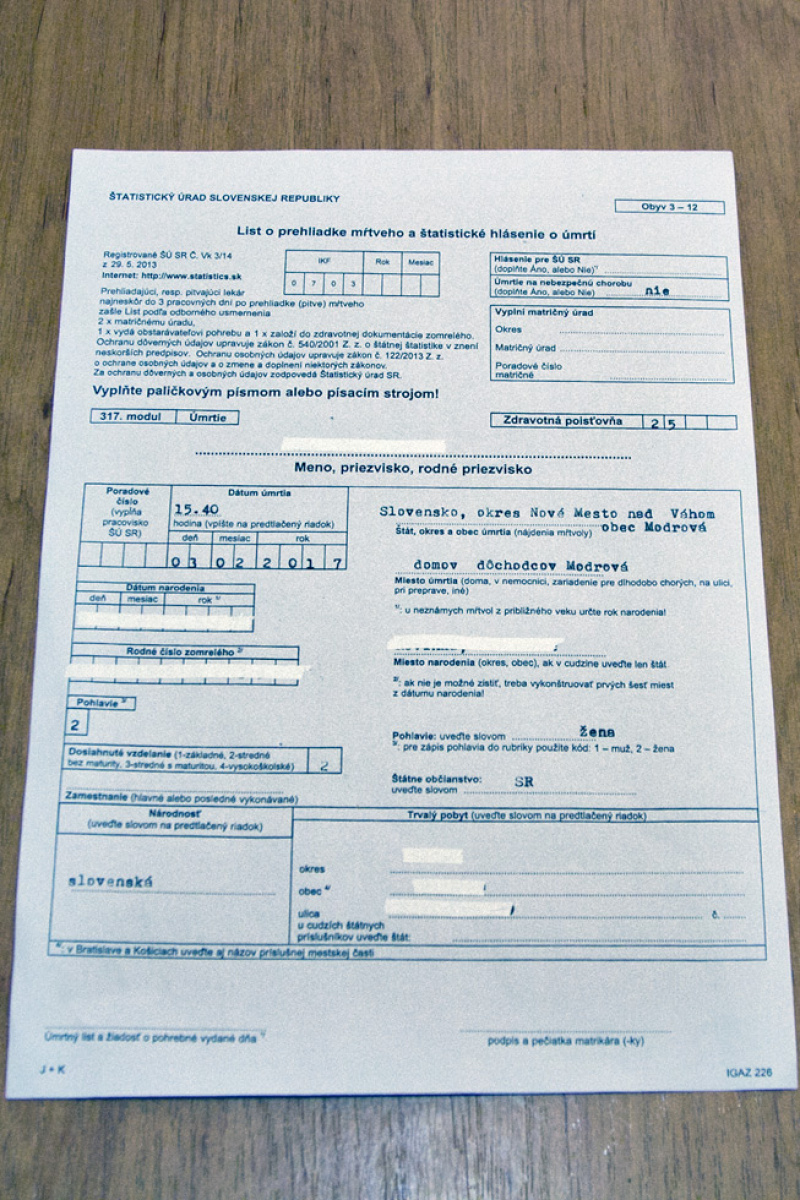 ŠTATISTICKÝ ÚRAD SLOVENSKEJ REPUBLIKY
Obyv 3 – 12
List o prehliadke mŕtveho a štatistické hlásenie o úmrtí
Registrované ŠÚ SR Č. Vk 3/14
z 29. 5. 2013
Internet: http://www.statistics.sk
IKF Rok Mesiac
0 7 0 3
Hlásenie pre ŠÚ SR
(doplňte Áno, alebo Nie)
Úmrtie na nebezpečnú chorobu
(doplňte Áno, alebo Nie) nie
Prehliadajúci, resp. pitvajúci lekár
najneskôr do 3 pracovných dní po prehliadke (pitve) mŕtveho
zašle List podľa odborného usmernenia
2 x matričnému úradu,
1 x vydá obstarávateľovi pohrebu a 1 x založí do zdravotnej dokumentácie zomrelého.
Ochranu dôverných údajov upravuje zákon č. 540/2001 Z. z. o štátnej štatistike v znení
neskorších predpisov. Ochranu osobných údajov upravuje zákon č. 122/2013 Z. z.
o ochrane osobných údajov a o zmene a doplnení niektorých zákonov.
Za ochranu dôverných a osobných údajov zodpovedá Štatistický úrad SR.
Vyplní matričný úrad
Okres
Matričný úrad
Poradové číslo
matričné
Vyplňte paličkovým písmom alebo písacím strojom!
317. modul Úmrtie
Zdravotná poisťovňa 2 5
Meno, priezvisko, rodné priezvisko
Poradové
číslo
(vypĺňa
pracovisko
ŠÚ SR)
Dátum úmrtia
15.40
hodina (vpíšte na predtlačený riadok)
deň mesiac rok
0 3 0 2 2 0 1 7
Slovensko, okres Nové Mesto nad Váhom
Štát, okres a obec úmrtia (nájdenia mŕtvoly) obec Modrová
domov dôchodcov Modrová
Miesto úmrtia (doma, v nemocnici, zariadenie pre dlhodobo chorých, na ulici,
pri preprave, iné)
Dátum narodenia
deň mesiac rok 1)
1): u neznámych mŕtvol z približného veku určte rok narodenia!
Rodné číslo zomrelého 2)
Miesto narodenia (okres, obec), ak v cudzine uveďte len štát
2): ak nie je možné zistiť, treba vykonštruovať prvých šesť miest
z dátumu narodenia!
Pohlavie 3)
2
Pohlavie: uveďte slovom žena
3): pre zápis pohlavia do rubriky použite kód: 1 – muž, 2 – žena
Dosiahnuté vzdelanie (1-základné, 2-stredné
bez maturity, 3-stredné s maturitou, 4-vysokoškolské) 2
Štátne občianstvo: SR
uveďte slovom
Zamestnanie (hlavné alebo posledné vykonávané)
Národnosť
(uveďte slovom na predtlačený riadok)
slovenská
Trvalý pobyt (uveďte slovom na predtlačený riadok)
okres
obec 4)
ulica č.
u cudzích štátnych
príslušníkov uveďte štát:
4): v Bratislave a Košiciach uveďte aj názov príslušnej mestskej časti
Úmrtný list a žiadosť o pohrebné vydané dňa
podpis a pečiatka matrikára (-ky)
J + K
IGAZ 226